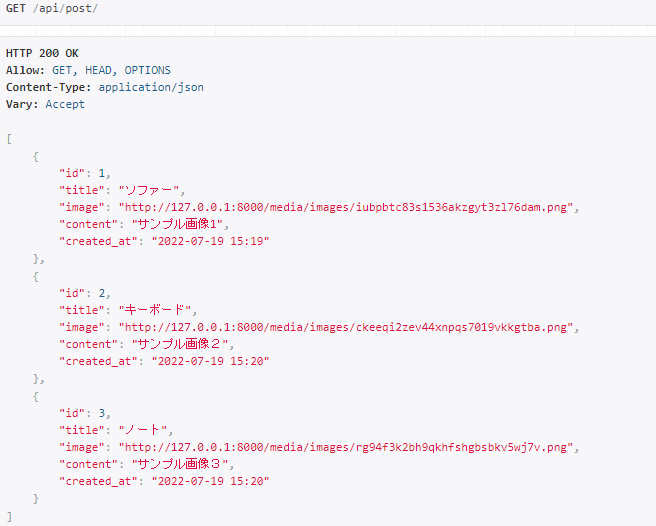 GET /api/post/
HTTP 200 OK
Allow: GET, HEAD, OPTIONS
Content-Type: application/json
Vary: Accept
[
    {
        "id": 1,
        "title": "ソファー",
        "image": "http://127.0.0.1:8000/media/images/iubpbtc83s1536akzgyt3zl76dam.png",
        "content": "サンプル画像1",
        "created_at": "2022-07-19 15:19"
    },
    {
        "id": 2,
        "title": "キーボード",
        "image": "http://127.0.0.1:8000/media/images/ckeeqi2zev44xnpqs7019vkkgtba.png",
        "content": "サンプル画像２",
        "created_at": "2022-07-19 15:20"
    },
    {
        "id": 3,
        "title": "ノート",
        "image": "http://127.0.0.1:8000/media/images/rg94f3k2bh9qkhfshgbsbkv5wj7v.png",
        "content": "サンプル画像３",
        "created_at": "2022-07-19 15:20"
    }
]